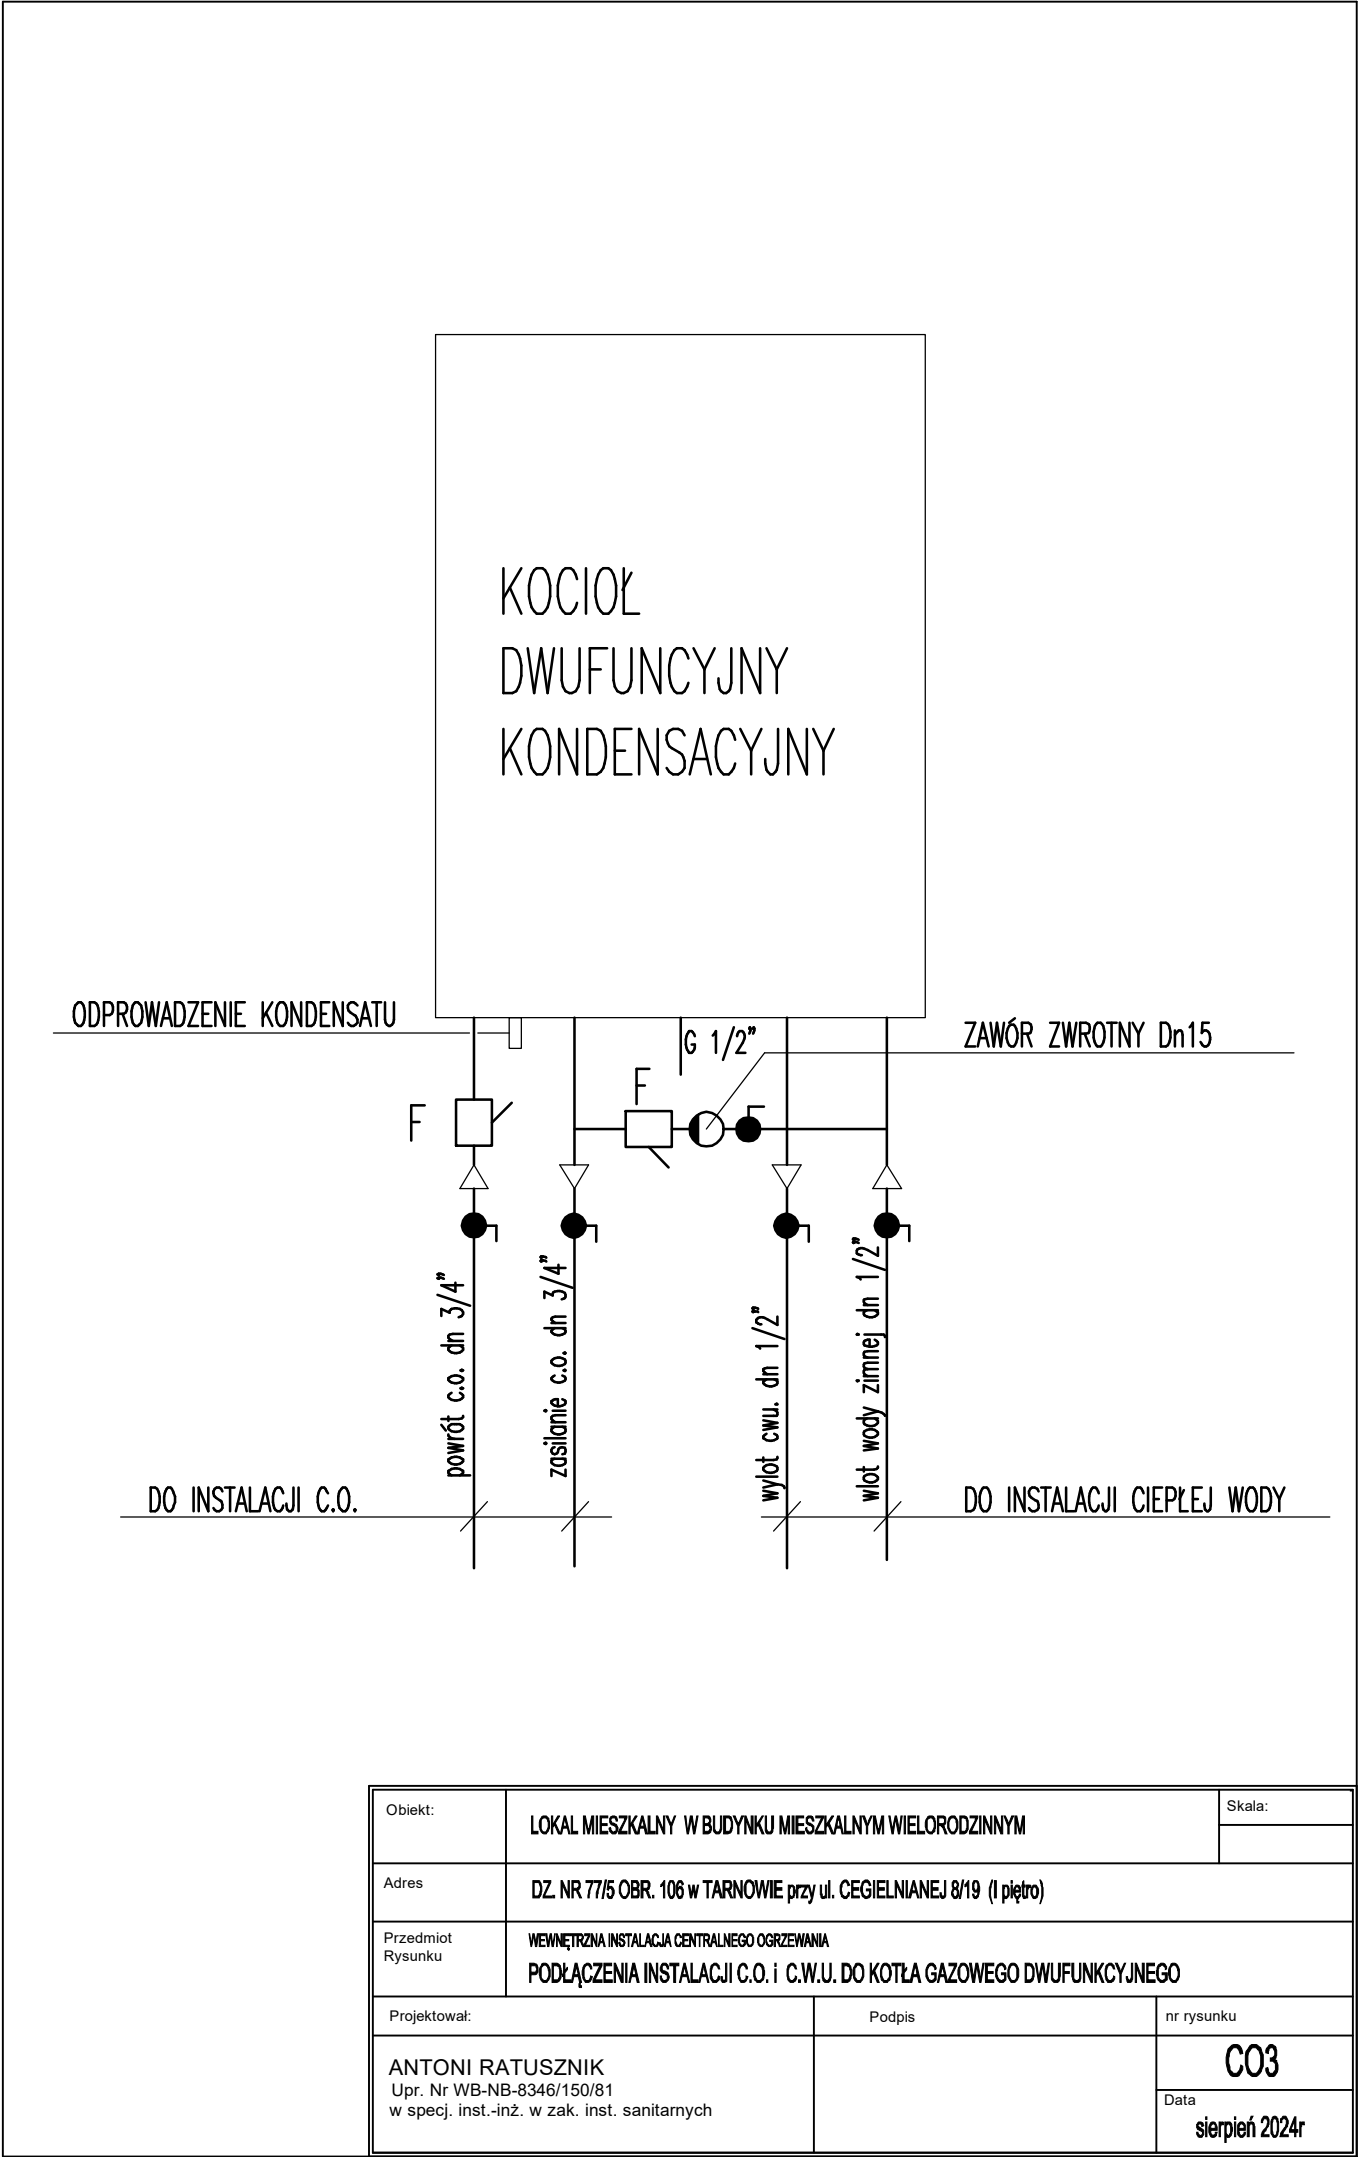 KOCIOŁ
DWUFUNCYJNY
KONDENSACYJNY
ODPROWADZENIE KONDENSATU
G 1/2"
ZAWÓR ZWROTNY Dn15
F
F
powrót c.o. dn 3/4"
zasilanie c.o. dn 3/4"
wylot cwu. dn 1/2"
wlot wody zimnej dn 1/2"
DO INSTALACJI C.O.
DO INSTALACJI CIEPŁEJ WODY
Obiekt:
LOKAL MIESZKALNY W BUDYNKU MIESZKALNYM WIELORODZINNYM
Skala:
Adres
DZ. NR 77/5 OBR. 106 w TARNOWIE przy ul. CEGIELNIANEJ 8/19 (I piętro)
Przedmiot
Rysunku
WEWNĘTRZNA INSTALACJA CENTRALNEGO OGRZEWANIA
PODŁĄCZENIA INSTALACJI C.O. i C.W.U. DO KOTŁA GAZOWEGO DWUFUNKCYJNEGO
Projektował:
Podpis
nr rysunku
ANTONI RATUSZNIK
Upr. Nr WB-NB-8346/150/81
w specj. inst.-inż. w zak. inst. sanitarnych
CO3
Data
sierpień 2024r